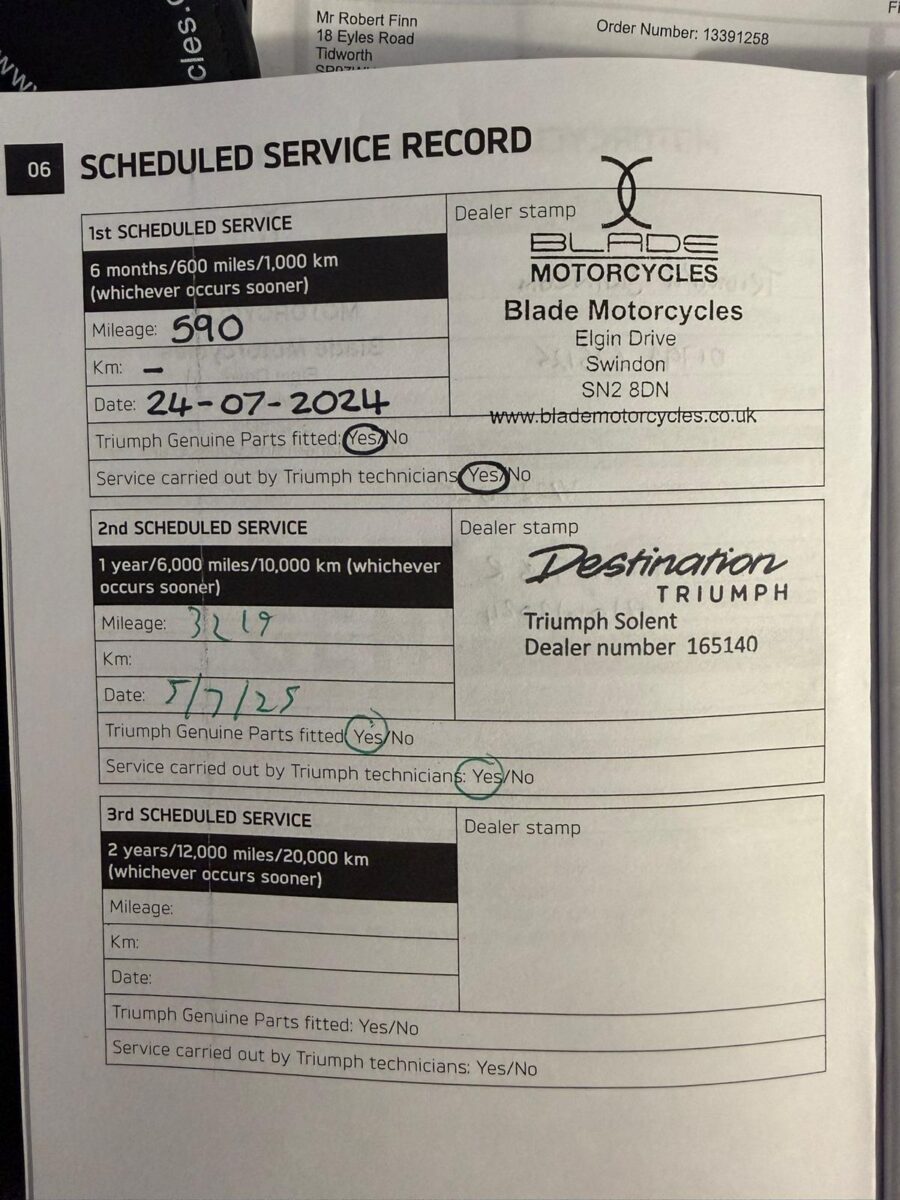 www.
cles.
Mr Robert Finn
18 Eyles Road
Tidworth
Order Number: 13391258
06
SCHEDULED SERVICE RECORD
1st SCHEDULED SERVICE
6 months/600 miles/1,000 km
(whichever occurs sooner)
Mileage: 590
Km: –
Date: 24-07-2024
Dealer stamp
BLADE
MOTORCYCLES
Blade Motorcycles
Elgin Drive
Swindon
SN2 8DN
www.blademotorcycles.co.uk
Triumph Genuine Parts fitted: Yes/No
Service carried out by Triumph technicians: Yes/No
2nd SCHEDULED SERVICE
1 year/6,000 miles/10,000 km (whichever
occurs sooner)
Mileage: 3219
Km:
Date: 5/7/25
Dealer stamp
Destination
TRIUMPH
Triumph Solent
Dealer number 165140
Triumph Genuine Parts fitted: Yes/No
Service carried out by Triumph technicians: Yes/No
3rd SCHEDULED SERVICE
2 years/12,000 miles/20,000 km
(whichever occurs sooner)
Mileage:
Km:
Date:
Dealer stamp
Triumph Genuine Parts fitted: Yes/No
Service carried out by Triumph technicians: Yes/No